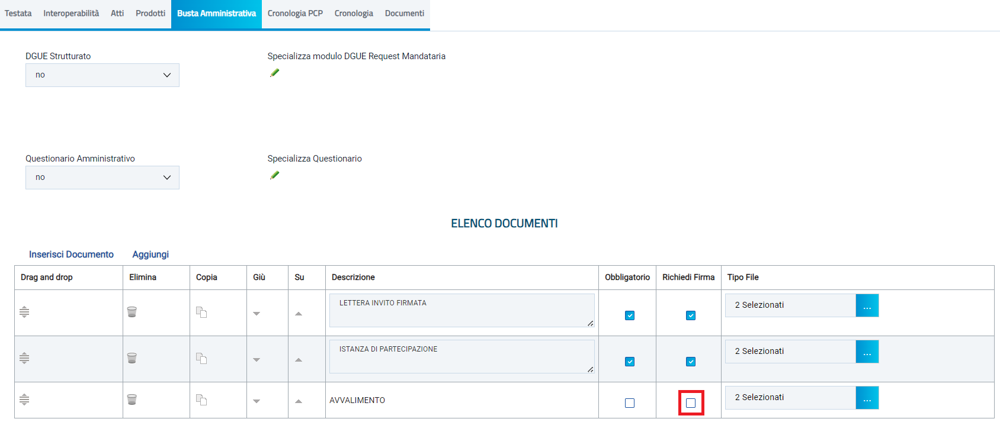 Testata Interoperabilità Atti Prodotti Busta Amministrativa Cronologia PCP Cronologia Documenti
DGUE Strutturato Specializza modulo DGUE Request Mandataria
no
Questionario Amministrativo Specializza Questionario
no
ELENCO DOCUMENTI
Inserisci Documento Aggiungi
Drag and drop Elimina Copia Giù Su Descrizione Obbligatorio Richiedi Firma Tipo File
LETTERA INVITO FIRMATA 2 Selezionati ...
ISTANZA DI PARTECIPAZIONE 2 Selezionati ...
AVVALIMENTO 2 Selezionati ...